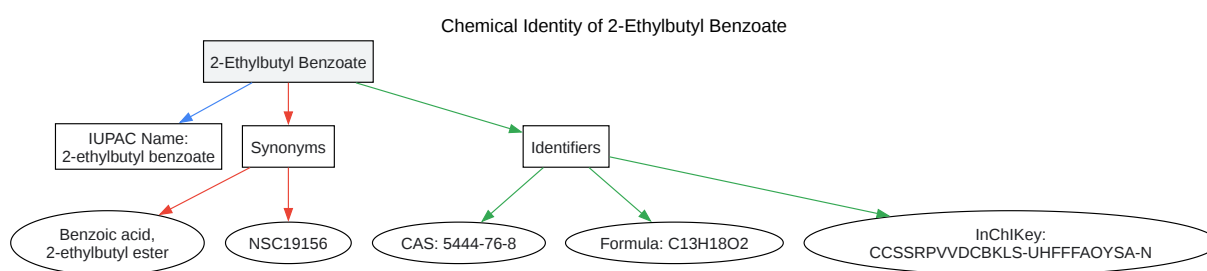 Chemical Identity of 2-Ethylbutyl Benzoate
2-Ethylbutyl Benzoate
IUPAC Name:
2-ethylbutyl benzoate
Synonyms
Identifiers
Benzoic acid,
2-ethylbutyl ester
NSC19156
CAS: 5444-76-8
Formula: C13H18O2
InChIKey:
CCSSRPVVDCBKLS-UHFFFAOYSA-N